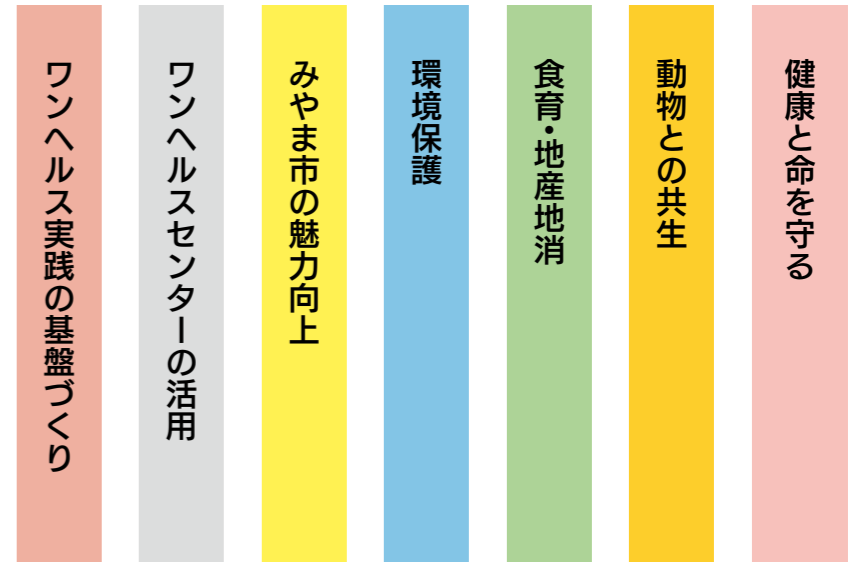 健康と命を守る
動物との共生
食育・地産地消
環境保護
みやま市の魅力向上
ワンヘルスセンターの活用
ワンヘルス実践の基盤づくり